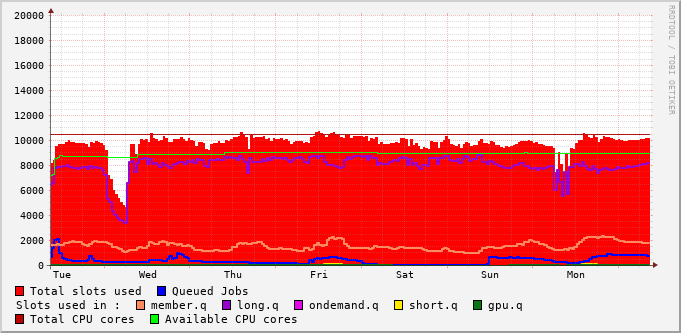 20000
18000
16000
14000
12000
10000
8000
6000
4000
2000
0
Tue Wed Thu Fri Sat Sun Mon
RRDTOOL / TOBI OETIKER
Total slots used Queued Jobs
Slots used in : member.q long.q ondemand.q short.q gpu.q
Total CPU cores Available CPU cores